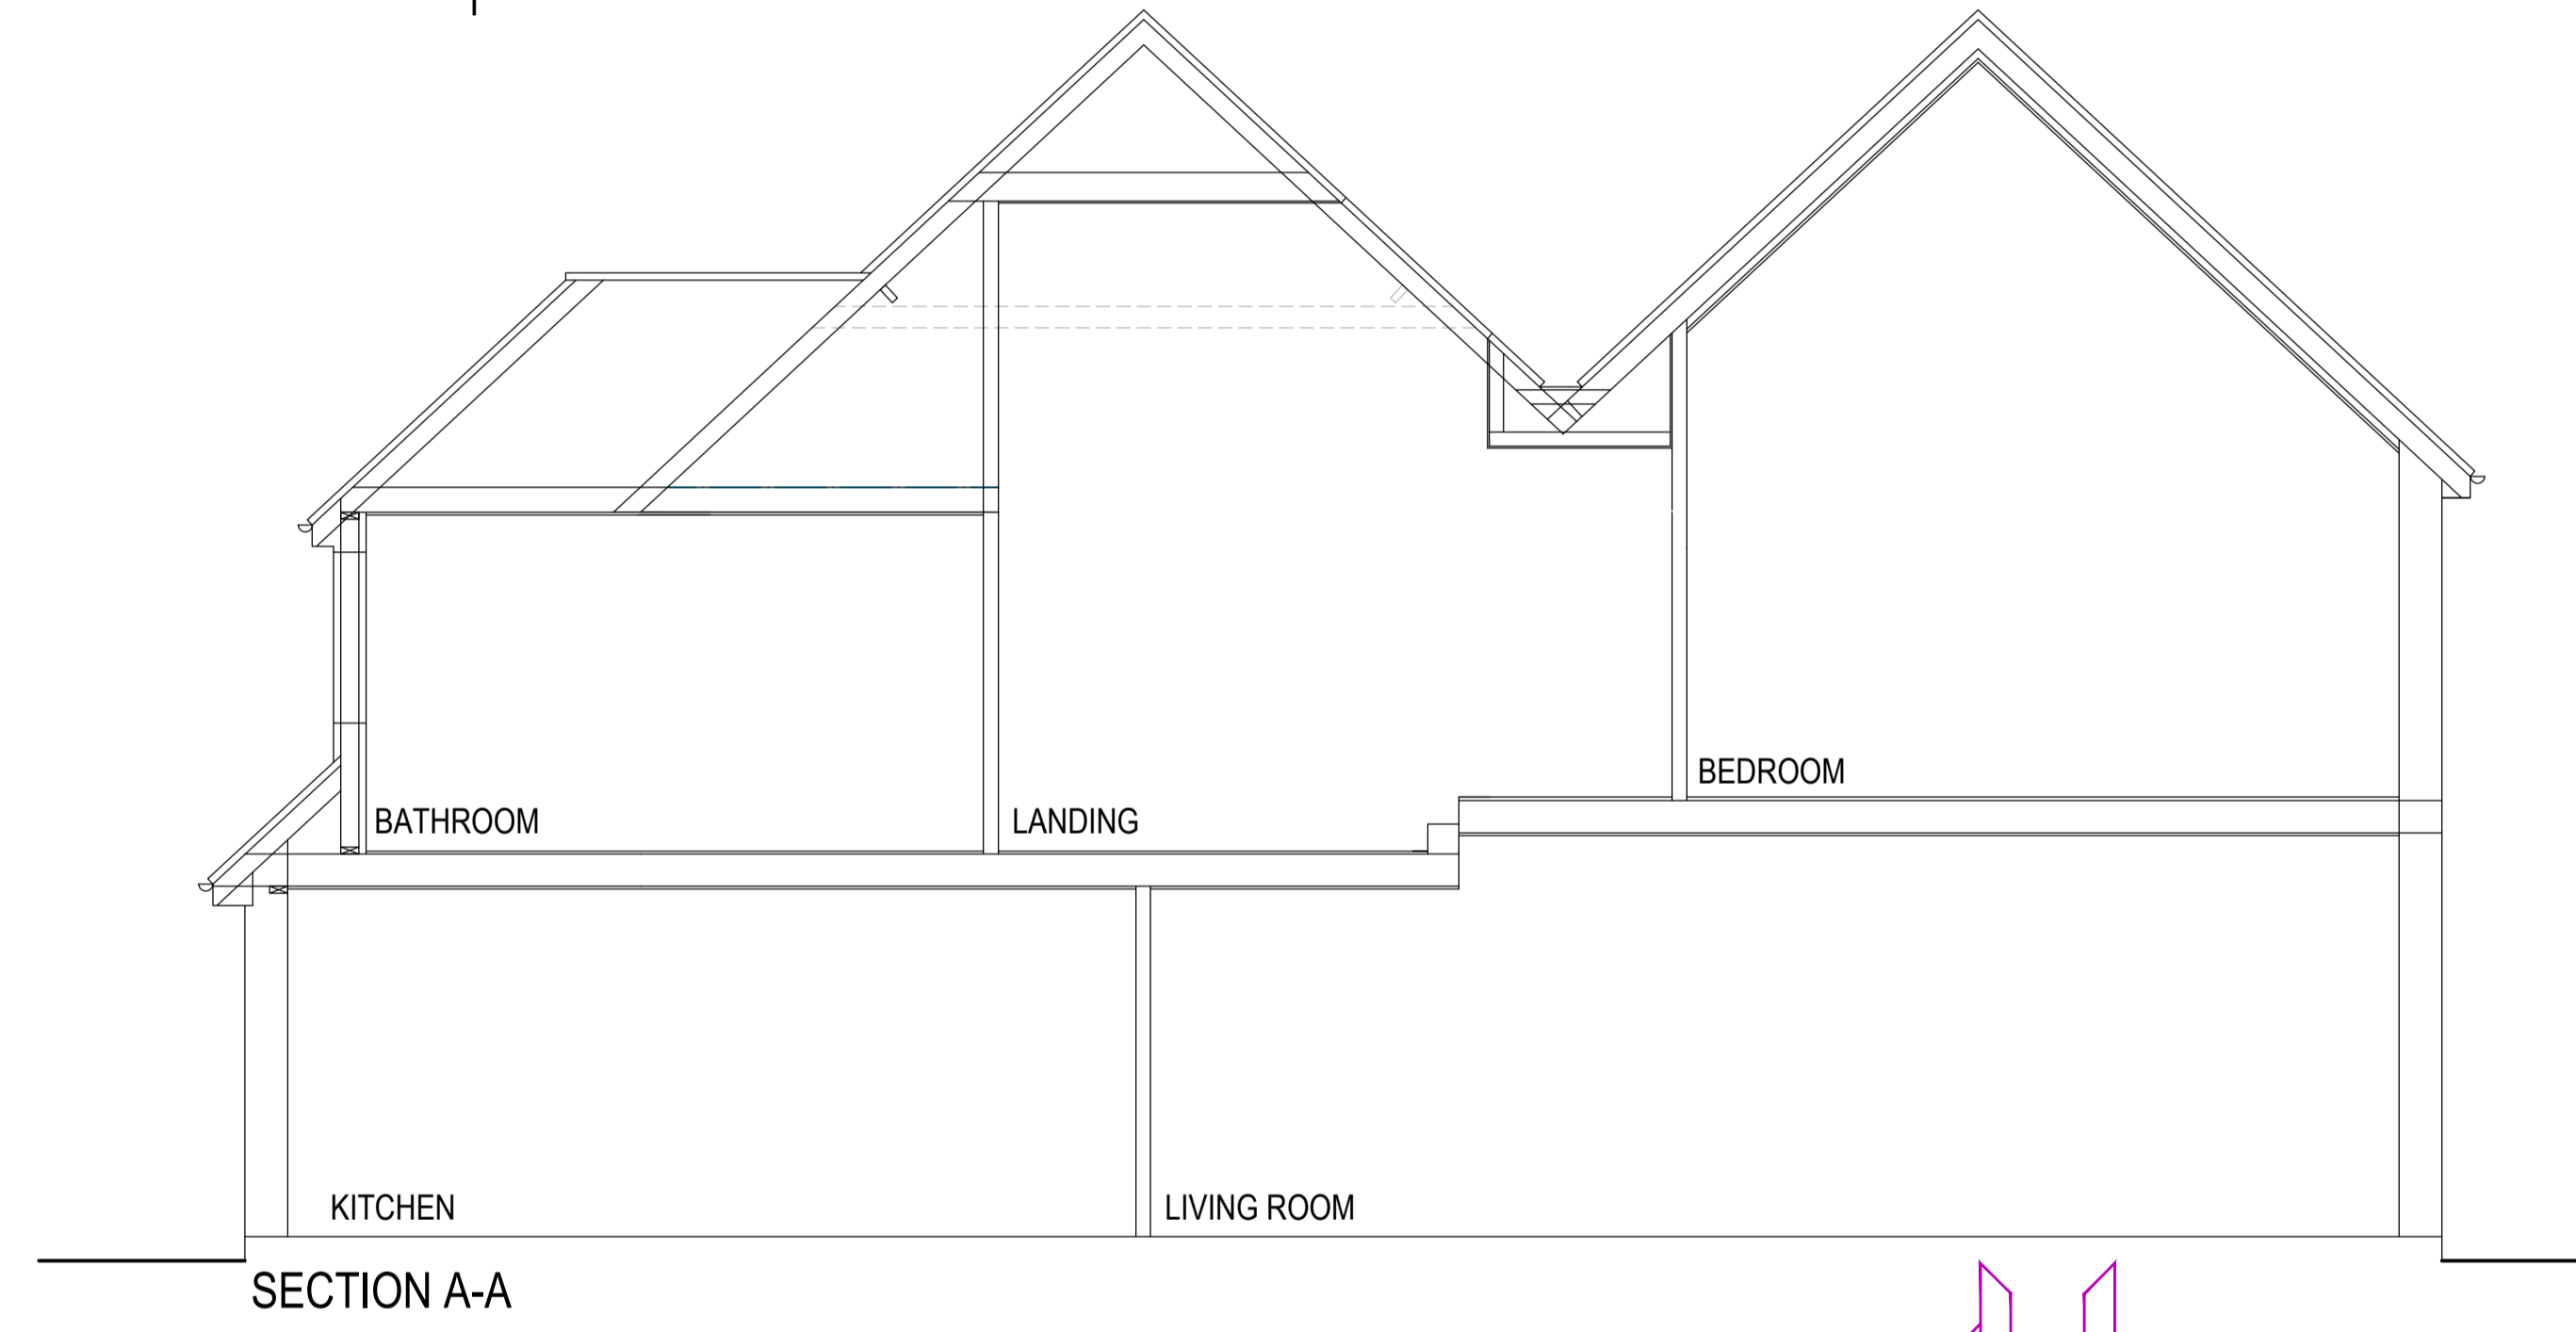 BEDROOM
BATHROOM
LANDING
KITCHEN
LIVING ROOM
SECTION A-A